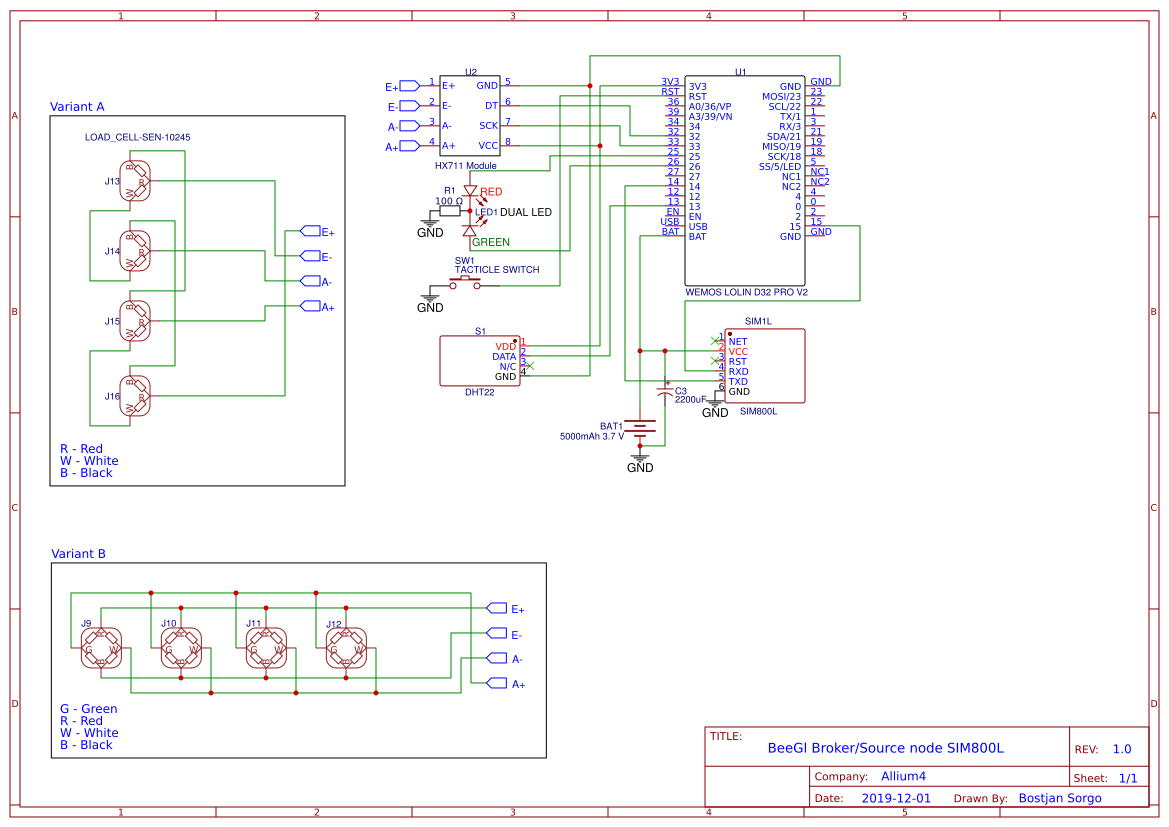 1 2 3 4 5
A
B
C
D
A
B
C
D
Variant A
LOAD_CELL-SEN-10245
J13
B
R
W
J14
B
R
W
J15
B
R
W
J16
B
R
W
E+
E-
A-
A+
R - Red
W - White
B - Black
U2
E+ 1 E+ GND 5
E- 2 E- DT 6
A- 3 A- SCK 7
A+ 4 A+ VCC 8
HX711 Module
R1
100 Ω
GND
RED
LED1 DUAL LED
GREEN
SW1
TACTICLE SWITCH
GND
S1
VDD 1
DATA 2
N/C 3
GND 4
DHT22
U1
3V3 3V3 GND GND
RST RST MOSI/23 23
36 A0/36/VP SCL/22 22
39 A3/39/VN TX/1 1
34 34 RX/3 3
32 32 SDA/21 21
33 33 MISO/19 19
25 25 SCK/18 18
26 26 SS/5/LED 5
27 27 NC1 NC1
14 14 NC2 NC2
12 12 4 4
13 13 0 0
EN EN 2 2
USB USB 15 15
BAT BAT GND GND
WEMOS LOLIN D32 PRO V2
SIM1L
1 NET
2 VCC
3 RST
4 RXD
5 TXD
6 GND
SIM800L
GND
+
C3
2200uF
BAT1
5000mAh 3.7 V
GND
Variant B
J9
R
G W
B
J10
R
G W
B
J11
R
G W
B
J12
R
G W
B
E+
E-
A-
A+
G - Green
R - Red
W - White
B - Black
TITLE:
BeeGI Broker/Source node SIM800L
REV: 1.0
Company: Allium4
Sheet: 1/1
Date: 2019-12-01 Drawn By: Bostjan Sorgo
1 2 3 4 5